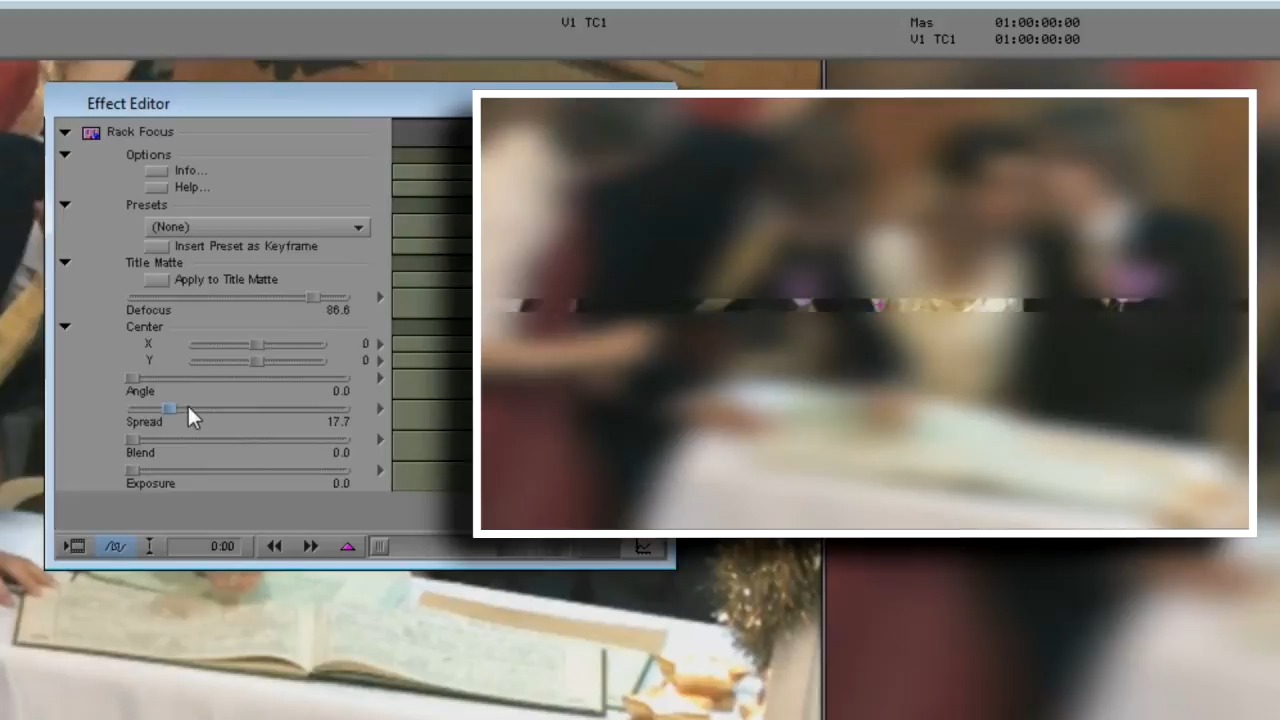 V1 TC1
Mas 01:00:00:00
V1 TC1 01:00:00:00
Effect Editor
Rack Focus
Options
Info...
Help...
Presets
(None)
Insert Preset as Keyframe
Title Matte
Apply to Title Matte
Defocus 86.6
Center
X 0
Y 0
Angle 0.0
Spread 17.7
Blend 0.0
Exposure 0.0
0:00